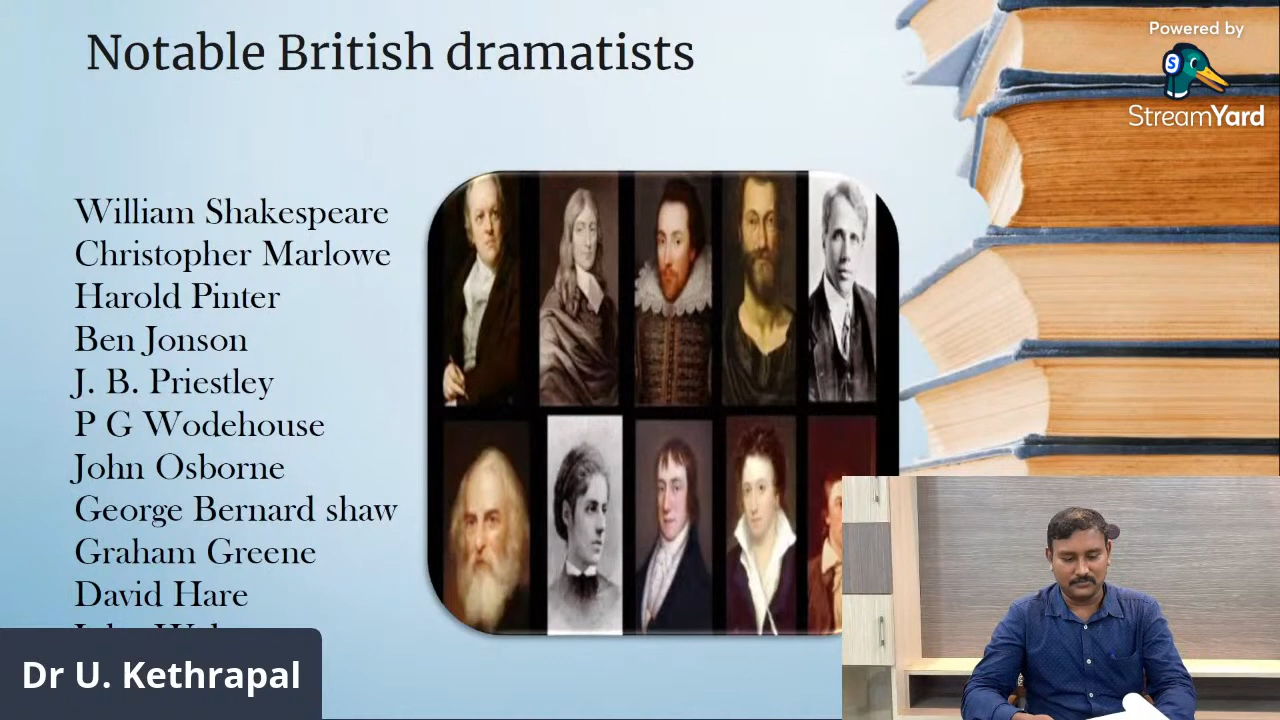 Notable British dramatists
Powered by
StreamYard
William Shakespeare
Christopher Marlowe
Harold Pinter
Ben Jonson
J. B. Priestley
P G Wodehouse
John Osborne
George Bernard shaw
Graham Greene
David Hare
Dr U. Kethrapal